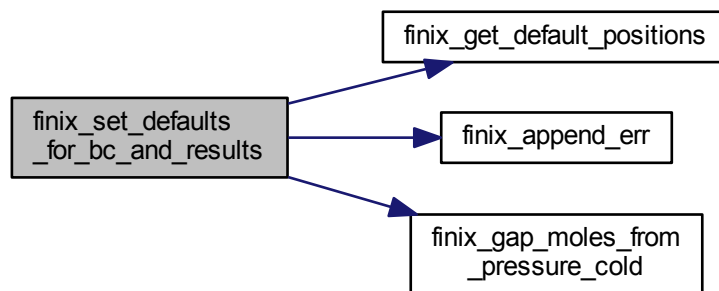 finix_get_default_positions
finix_set_defaults
_for_bc_and_results
finix_append_err
finix_gap_moles_from
_pressure_cold